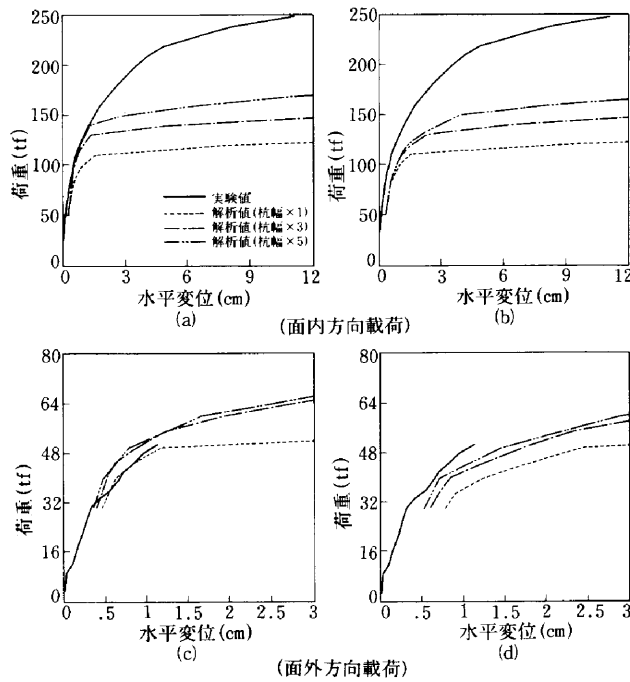 250
200
150
100
50
0
荷重(tf)
実験値
解析値(杭幅×1)
解析値(杭幅×3)
解析値(杭幅×5)
0 3 6 9 12
水平変位(cm)
(a)
250
200
150
100
50
0
荷重(tf)
0 3 6 9 12
水平変位(cm)
(b)
(面内方向載荷)
80
64
48
32
16
0
荷重(tf)
0 .5 1 1.5 2 2.5 3
水平変位(cm)
(c)
80
64
48
32
16
0
荷重(tf)
0 .5 1 1.5 2 2.5 3
水平変位(cm)
(d)
(面外方向載荷)